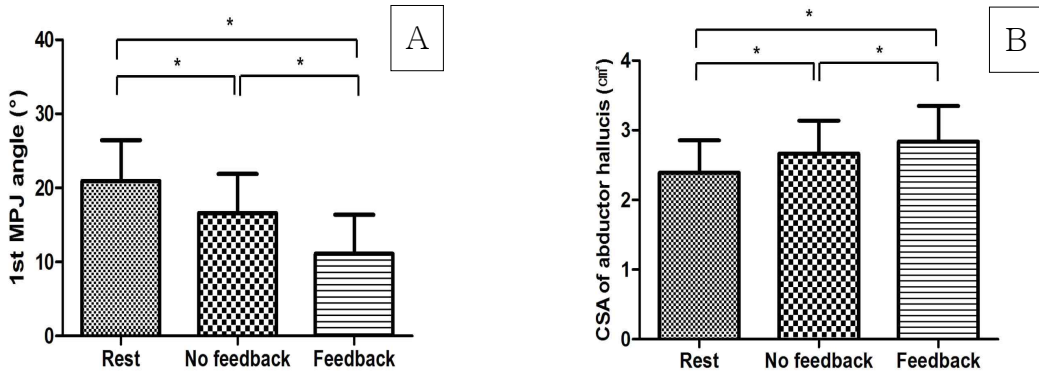 A
1st MPJ angle (°)
40
30
20
10
0
*
*
*
Rest
No feedback
Feedback
B
CSA of abductor hallucis (㎠)
4
3
2
1
0
*
*
*
Rest
No feedback
Feedback